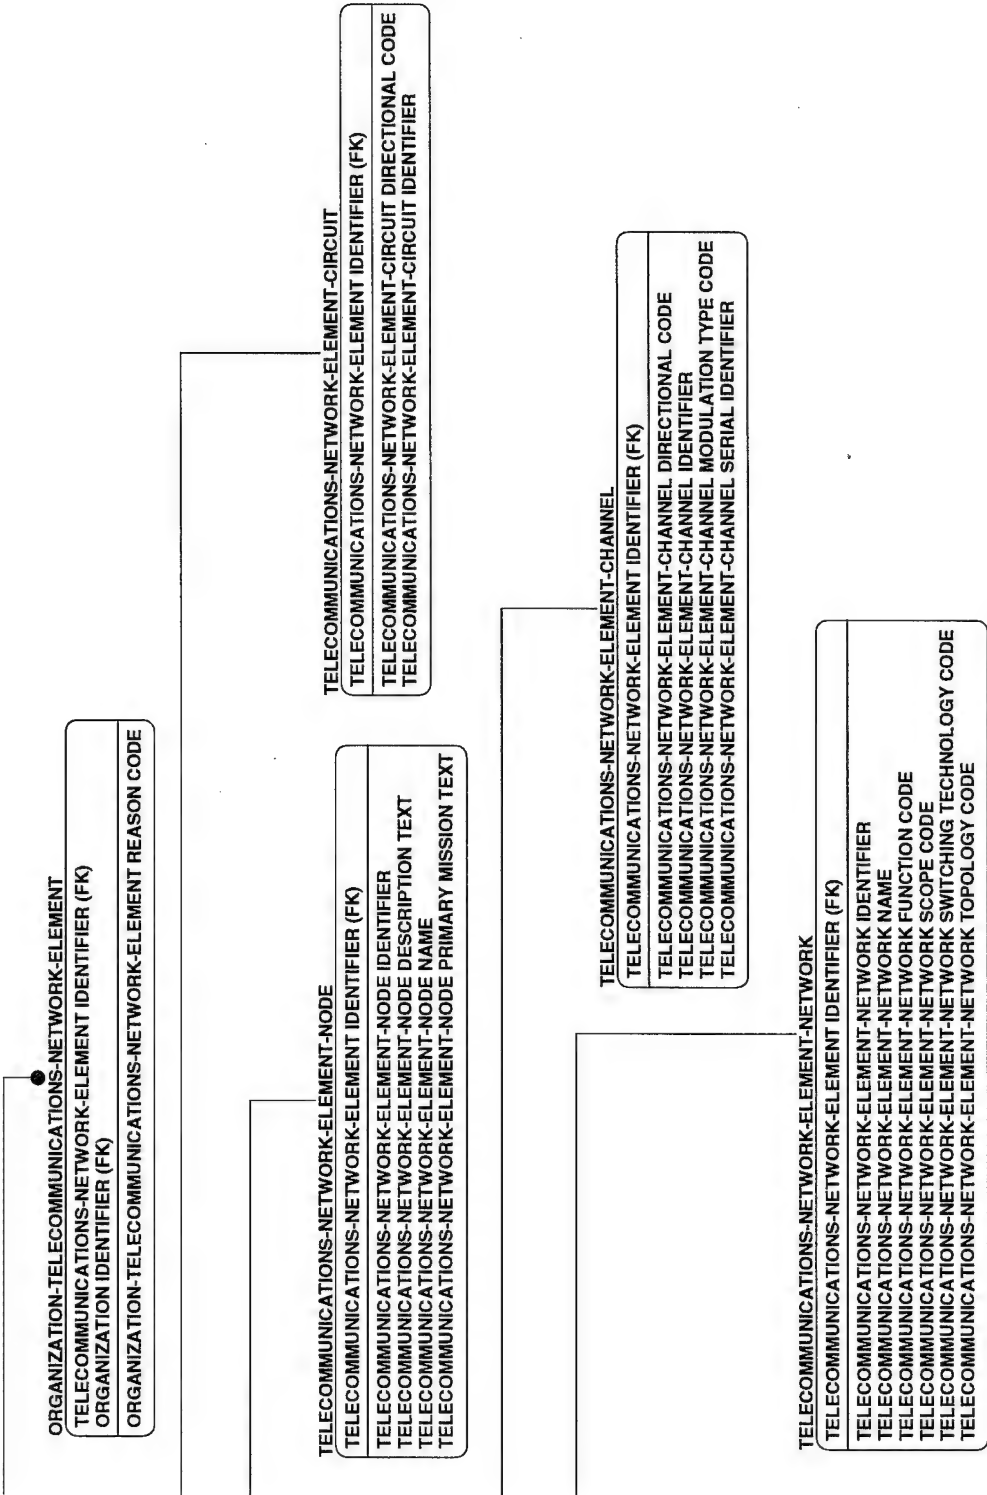 ORGANIZATION-TELECOMMUNICATIONS-NETWORK-ELEMENT
TELECOMMUNICATIONS-NETWORK-ELEMENT IDENTIFIER (FK)
ORGANIZATION IDENTIFIER (FK)
ORGANIZATION-TELECOMMUNICATIONS-NETWORK-ELEMENT REASON CODE
TELECOMMUNICATIONS-NETWORK-ELEMENT-CIRCUIT
TELECOMMUNICATIONS-NETWORK-ELEMENT IDENTIFIER (FK)
TELECOMMUNICATIONS-NETWORK-ELEMENT-CIRCUIT DIRECTIONAL CODE
TELECOMMUNICATIONS-NETWORK-ELEMENT-CIRCUIT IDENTIFIER
TELECOMMUNICATIONS-NETWORK-ELEMENT-NODE
TELECOMMUNICATIONS-NETWORK-ELEMENT IDENTIFIER (FK)
TELECOMMUNICATIONS-NETWORK-ELEMENT-NODE IDENTIFIER
TELECOMMUNICATIONS-NETWORK-ELEMENT-NODE DESCRIPTION TEXT
TELECOMMUNICATIONS-NETWORK-ELEMENT-NODE NAME
TELECOMMUNICATIONS-NETWORK-ELEMENT-NODE PRIMARY MISSION TEXT
TELECOMMUNICATIONS-NETWORK-ELEMENT-CHANNEL
TELECOMMUNICATIONS-NETWORK-ELEMENT IDENTIFIER (FK)
TELECOMMUNICATIONS-NETWORK-ELEMENT-CHANNEL DIRECTIONAL CODE
TELECOMMUNICATIONS-NETWORK-ELEMENT-CHANNEL IDENTIFIER
TELECOMMUNICATIONS-NETWORK-ELEMENT-CHANNEL MODULATION TYPE CODE
TELECOMMUNICATIONS-NETWORK-ELEMENT-CHANNEL SERIAL IDENTIFIER
TELECOMMUNICATIONS-NETWORK-ELEMENT-NETWORK
TELECOMMUNICATIONS-NETWORK-ELEMENT IDENTIFIER (FK)
TELECOMMUNICATIONS-NETWORK-ELEMENT-NETWORK IDENTIFIER
TELECOMMUNICATIONS-NETWORK-ELEMENT-NETWORK NAME
TELECOMMUNICATIONS-NETWORK-ELEMENT-NETWORK FUNCTION CODE
TELECOMMUNICATIONS-NETWORK-ELEMENT-NETWORK SCOPE CODE
TELECOMMUNICATIONS-NETWORK-ELEMENT-NETWORK SWITCHING TECHNOLOGY CODE
TELECOMMUNICATIONS-NETWORK-ELEMENT-NETWORK TOPOLOGY CODE